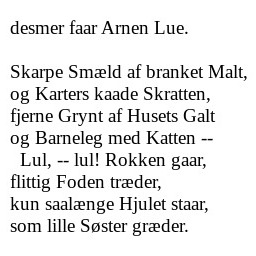 desmer faar Arnen Lue.

Skarpe Smæld af branket Malt,
og Karters kaade Skratten,
fjerne Grynt af Husets Galt
og Barneleg med Katten --
  Lul, -- lul! Rokken gaar,
flittig Foden træder,
kun saalænge Hjulet staar,
som lille Søster græder.